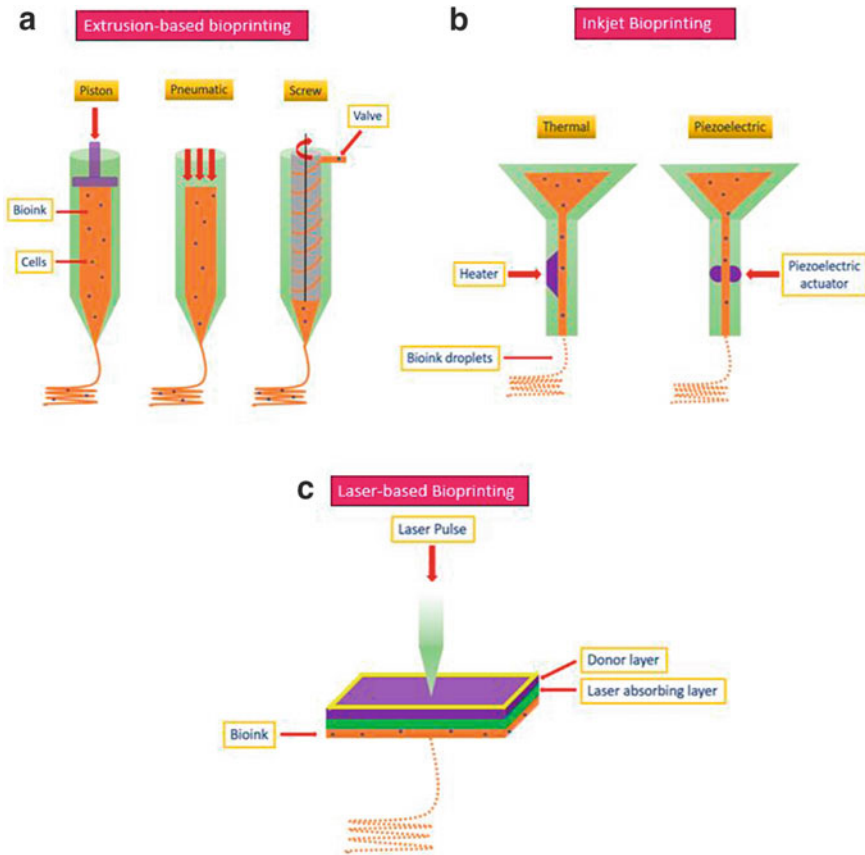 a
Extrusion-based bioprinting
Piston
Pneumatic
Screw
Valve
Bioink
Cells
b
Inkjet Bioprinting
Thermal
Piezoelectric
Heater
Piezoelectric
actuator
Bioink droplets
c
Laser-based Bioprinting
Laser Pulse
Donor layer
Laser absorbing layer
Bioink